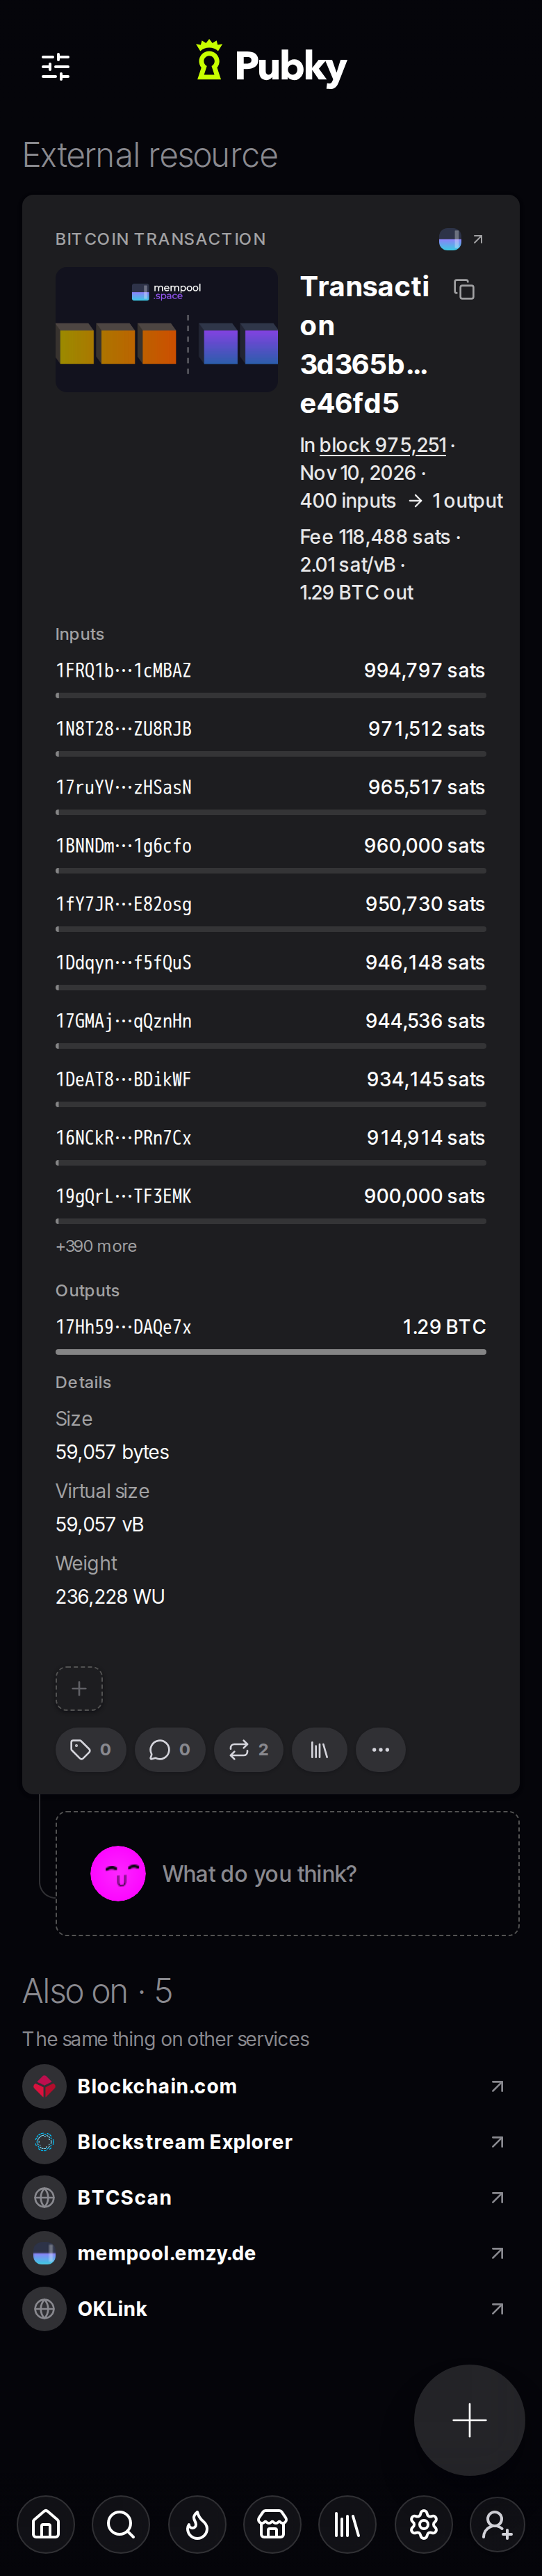 Pubky
External resource
BITCOIN TRANSACTION
mempool
.space
Transacti
on
3d365b...
e46fd5
In block 975,251 ·
Nov 10, 2026 ·
400 inputs → 1 output
Fee 118,488 sats ·
2.01 sat/vB ·
1.29 BTC out
Inputs
1FRQ1b···1cMBAZ 994,797 sats
1N8T28···ZU8RJB 971,512 sats
17ruYV···zHSasN 965,517 sats
1BNNDm···1g6cfo 960,000 sats
1fY7JR···E82osg 950,730 sats
1Ddqyn···f5fQuS 946,148 sats
17GMAj···qQznHn 944,536 sats
1DeAT8···BDikWF 934,145 sats
16NCkR···PRn7Cx 914,914 sats
19gQrL···TF3EMK 900,000 sats
+390 more
Outputs
17Hh59···DAQe7x 1.29 BTC
Details
Size
59,057 bytes
Virtual size
59,057 vB
Weight
236,228 WU
0 0 2
What do you think?
Also on · 5
The same thing on other services
Blockchain.com
Blockstream Explorer
BTCScan
mempool.emzy.de
OKLink